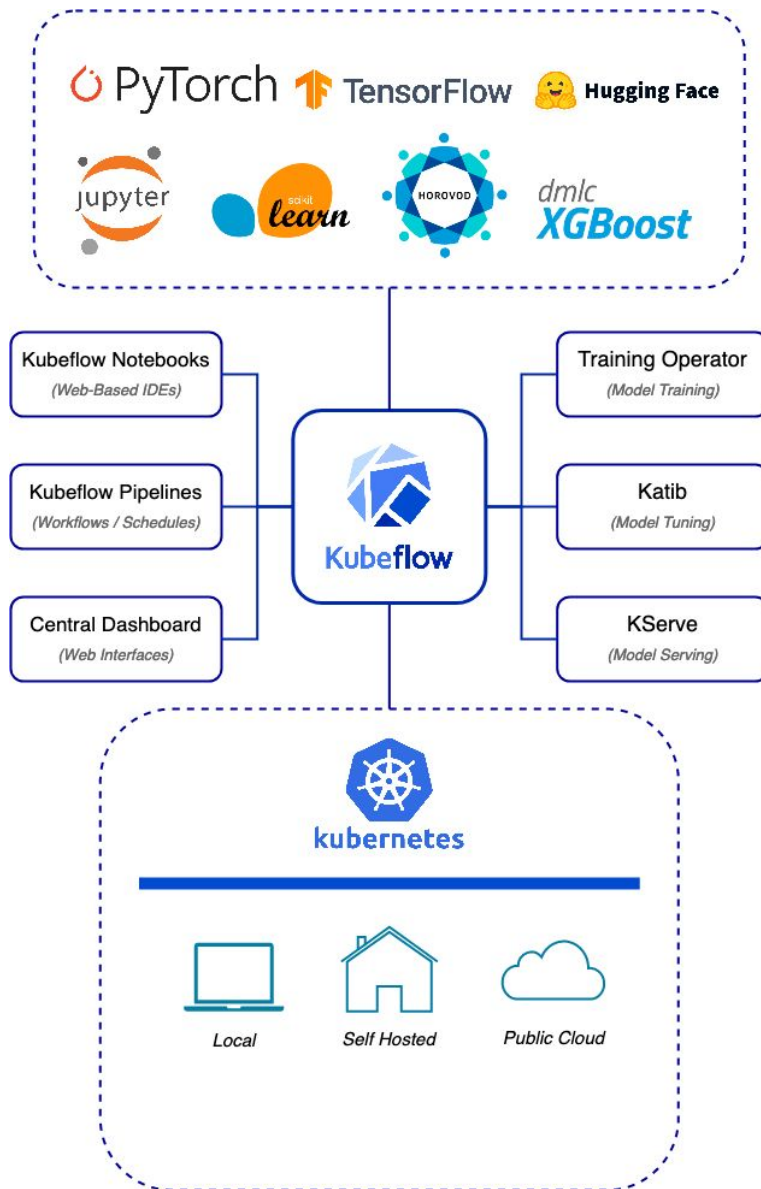 PyTorch
TensorFlow
Hugging Face
jupyter
scikit
learn
HOROVOD
dmlc
XGBoost
Kubeflow Notebooks
(Web-Based IDEs)
Training Operator
(Model Training)
Kubeflow Pipelines
(Workflows / Schedules)
Kubeflow
Katib
(Model Tuning)
Central Dashboard
(Web Interfaces)
KServe
(Model Serving)
kubernetes
Local
Self Hosted
Public Cloud